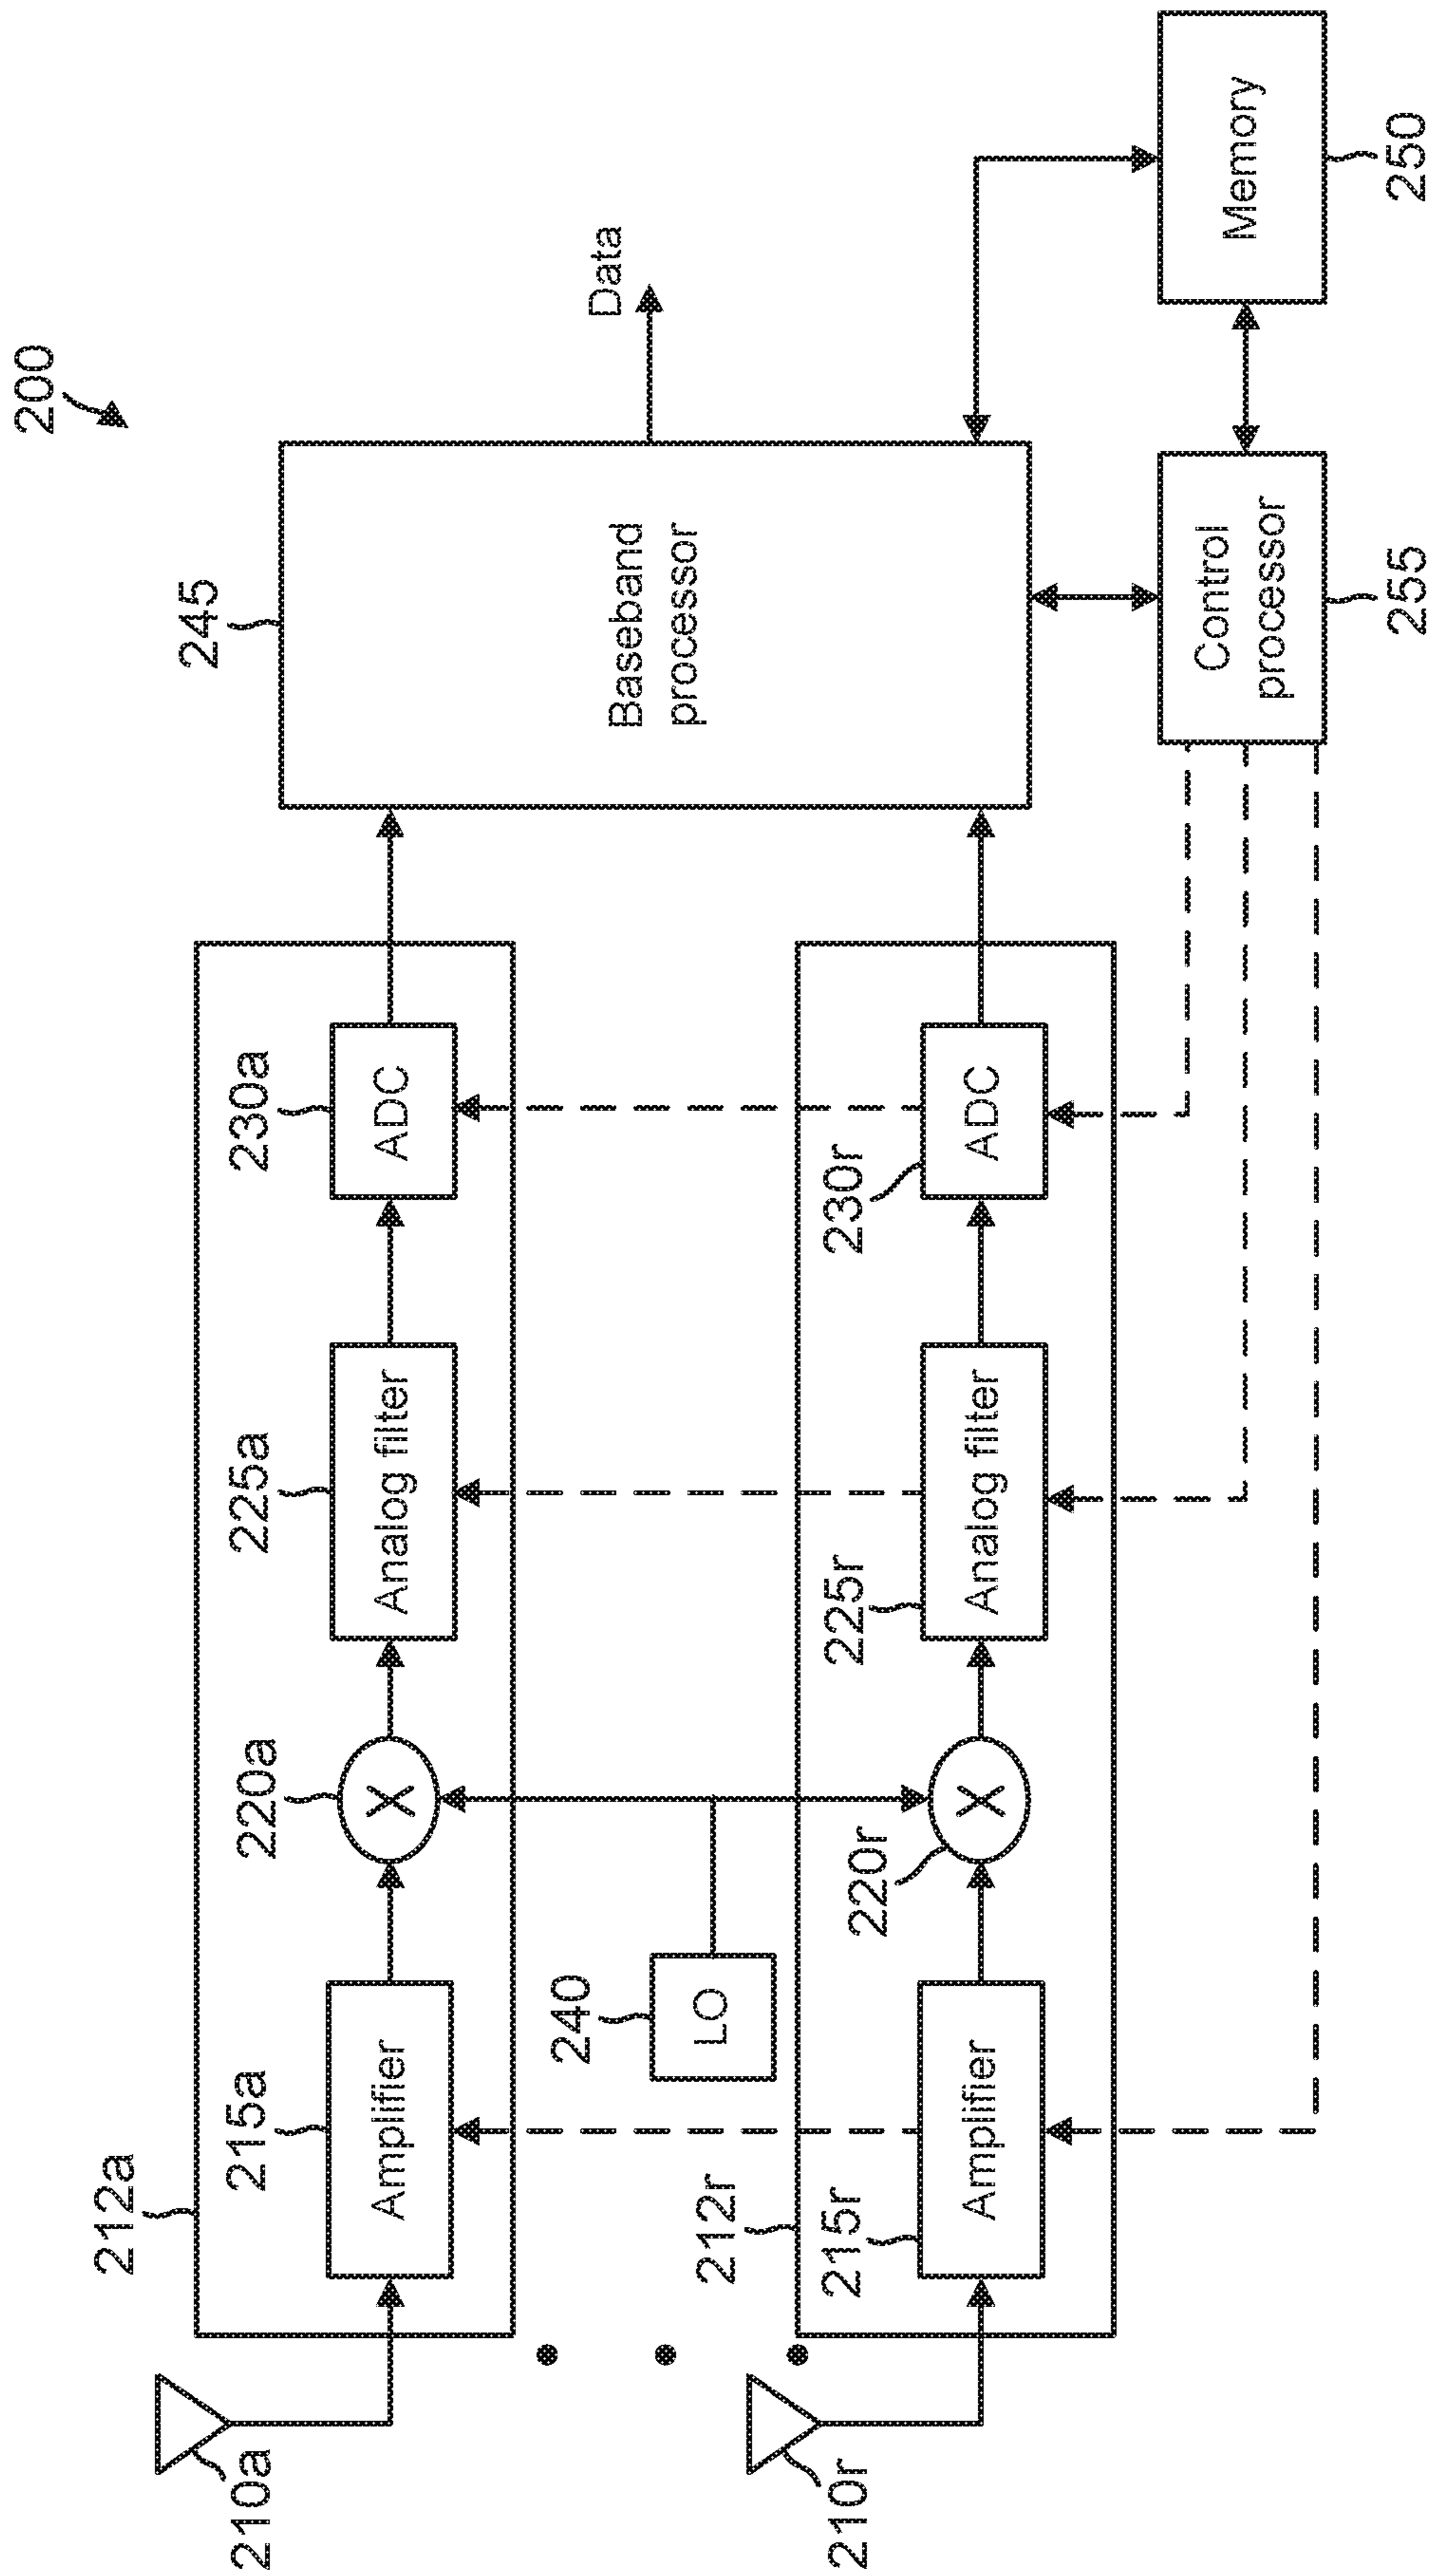 200
245
Data
Baseband
processor
212a
210a
215a
Amplifier
220a
X
225a
Analog filter
230a
ADC
240
LO
212r
210r
215r
Amplifier
220r
X
225r
Analog filter
230r
ADC
Control
processor
255
Memory
250